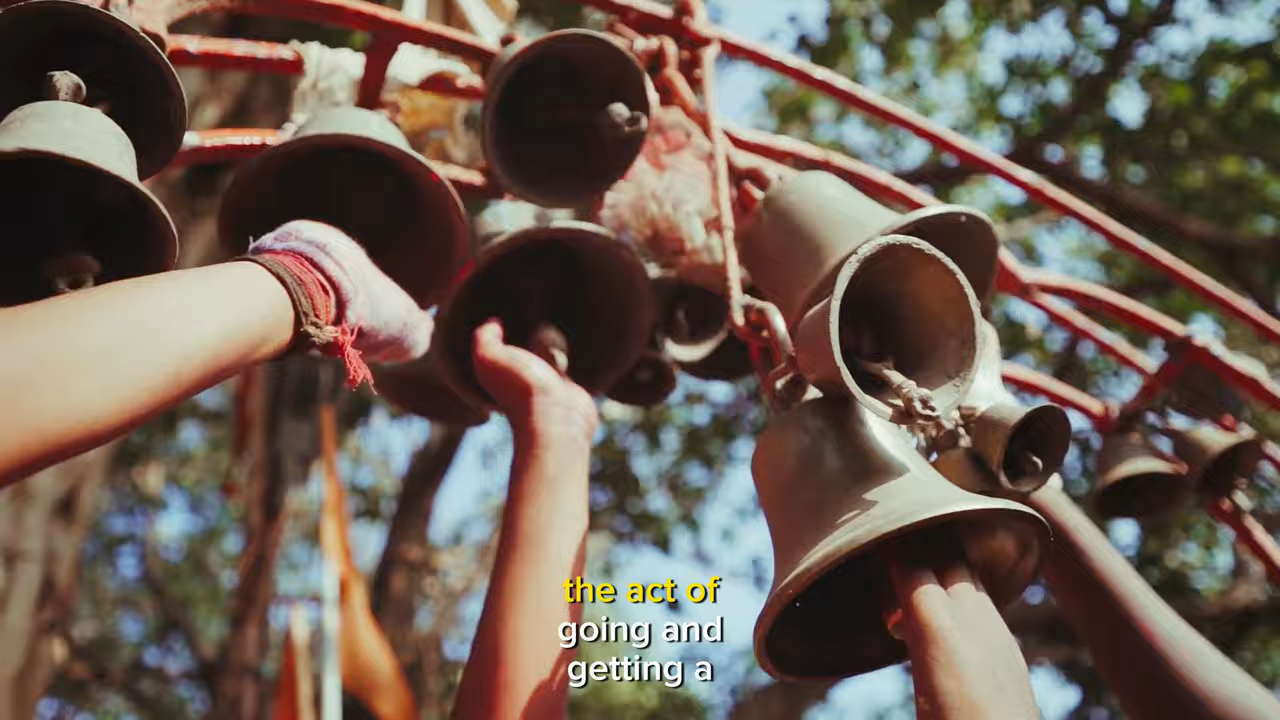 the act of
going and
getting a